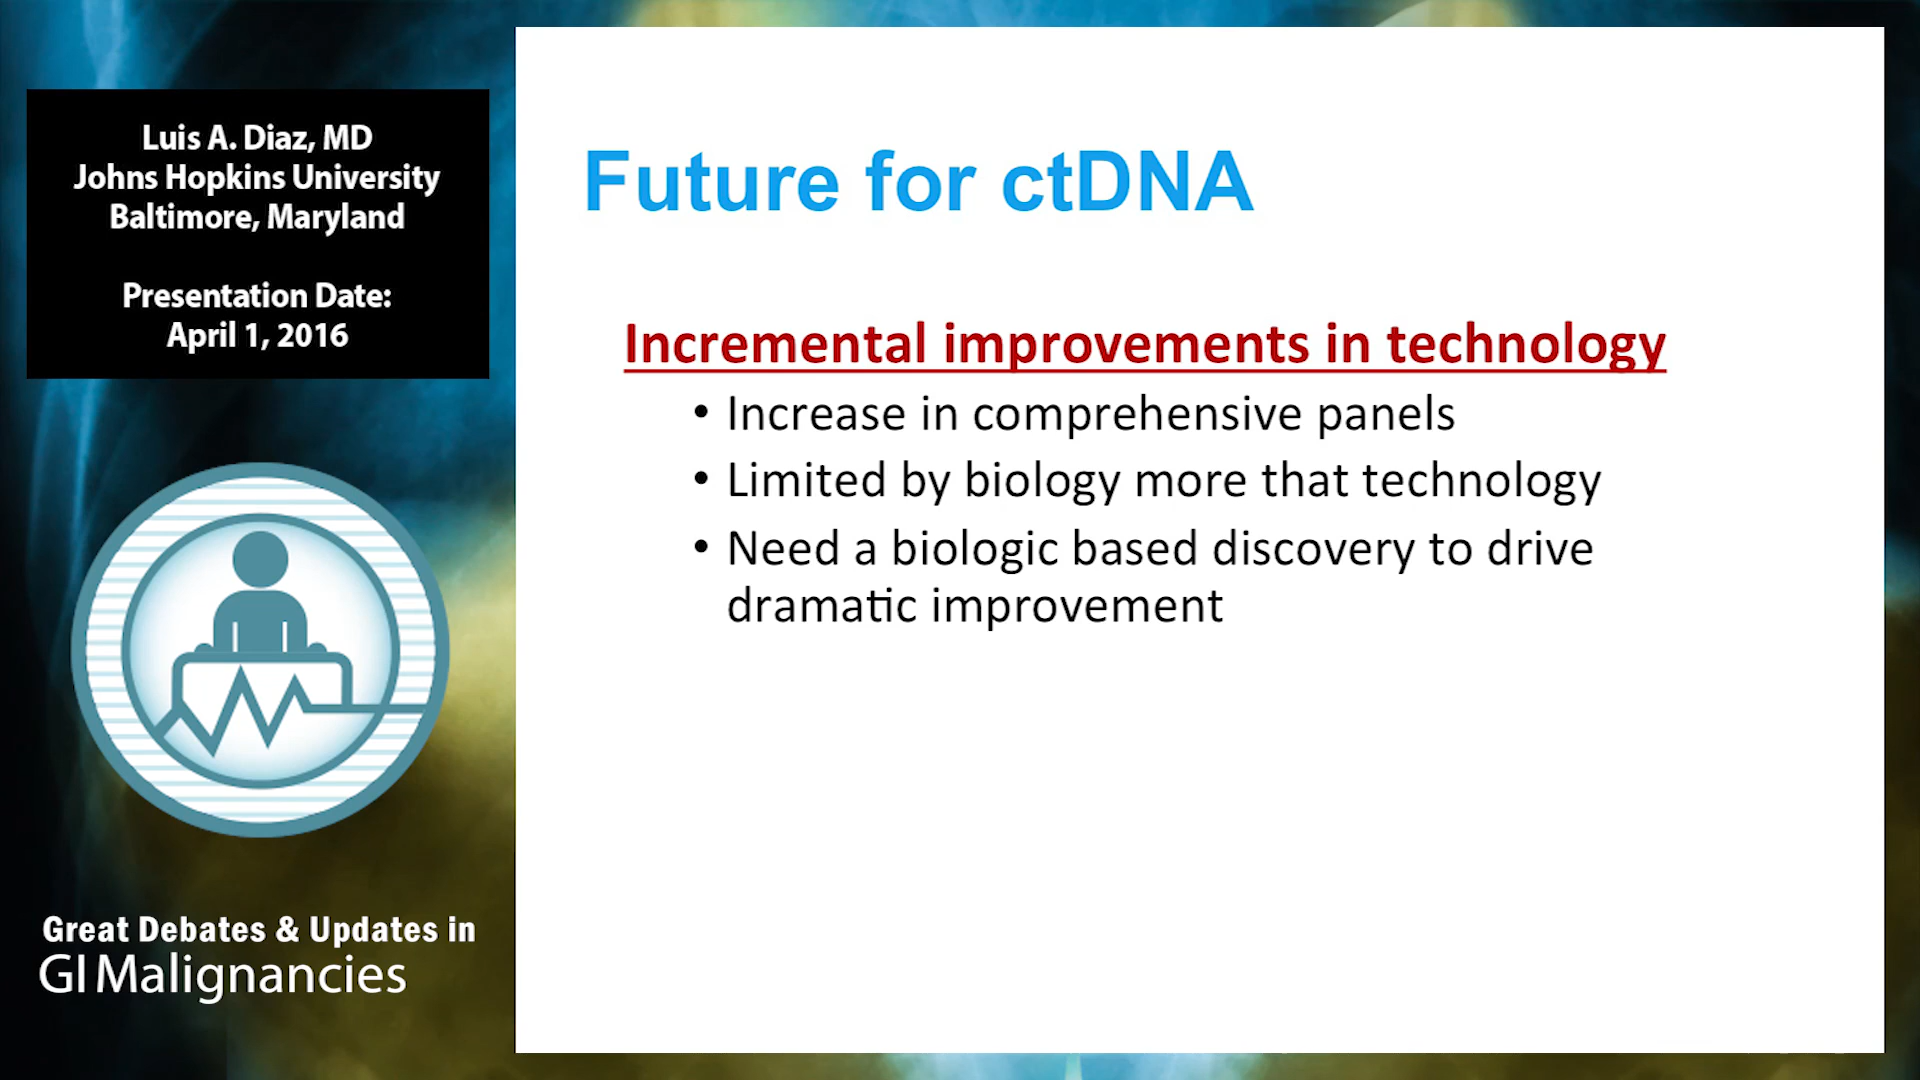 Luis A. Diaz, MD
Johns Hopkins University
Baltimore, Maryland
Presentation Date:
April 1, 2016
Great Debates & Updates in
GI Malignancies
Future for ctDNA
Incremental improvements in technology
• Increase in comprehensive panels
• Limited by biology more that technology
• Need a biologic based discovery to drive
dramatic improvement